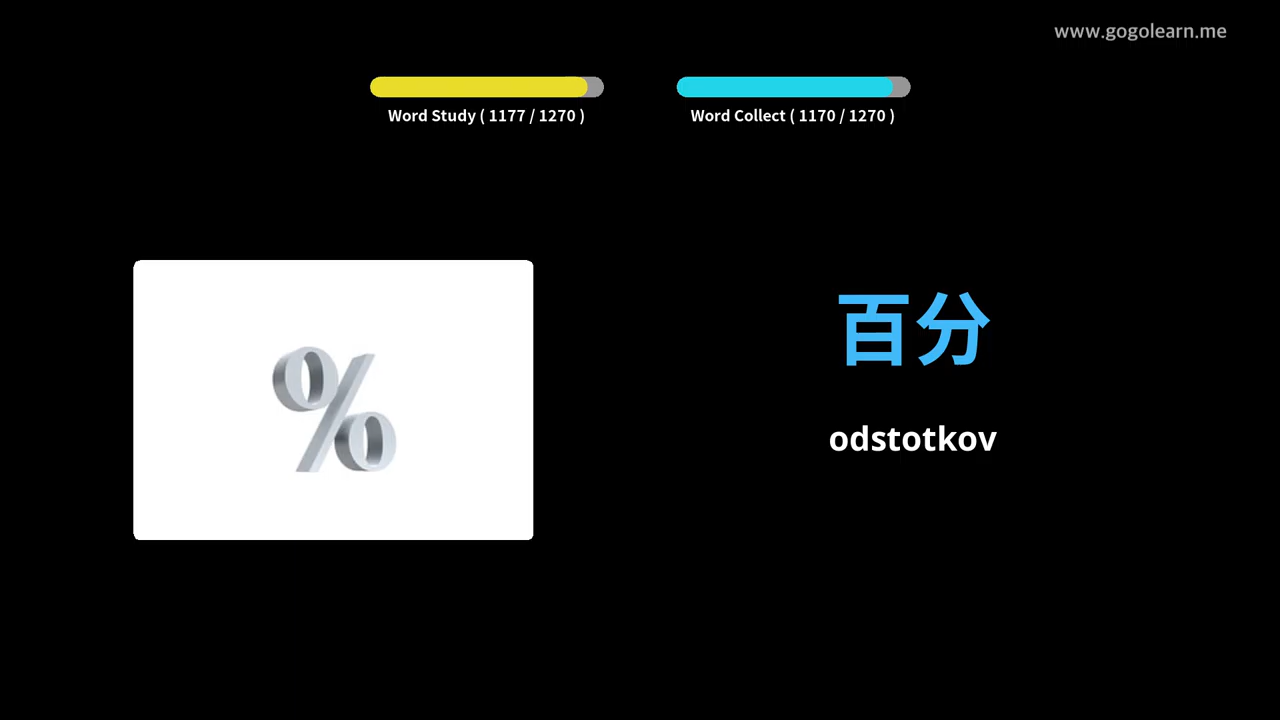 www.gogolearn.me
Word Study ( 1177 / 1270 )
Word Collect ( 1170 / 1270 )
%
百分
odstotkov